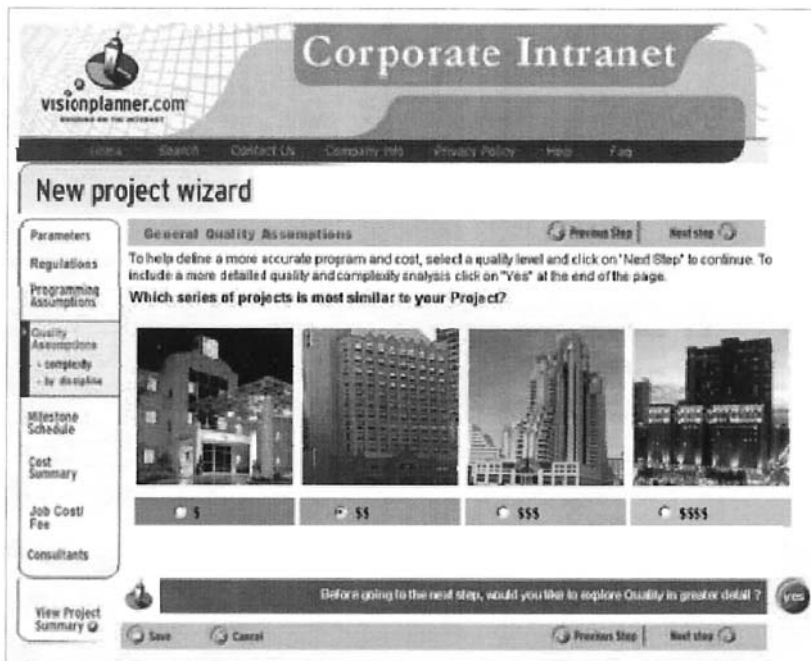 Corporate Intranet
visionplanner.com
BUILDING ON THE INTERNET
Home Search Contact Us Company Info Privacy Policy Help Faq
New project wizard
Parameters
Regulations
Programming
Assumptions
Quality
Assumptions
- complexity
- by discipline
Milestone
Schedule
Cost
Summary
Job Cost/
Fee
Consultants
View Project
Summary
General Quality Assumptions Previous Step Next step
To help define a more accurate program and cost, select a quality level and click on "Next Step" to continue. To
include a more detailed quality and complexity analysis click on "Yes" at the end of the page.
Which series of projects is most similar to your Project?
$ $$ $$$ $$$$
Before going to the next step, would you like to explore Quality in greater detail ? yes
Save Cancel Previous Step Next step